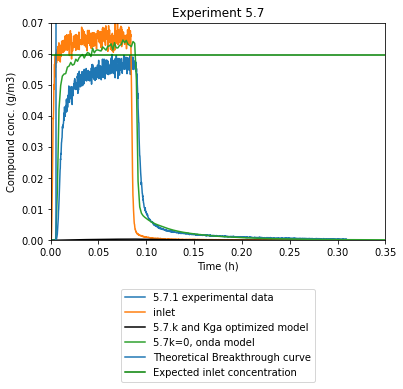 Experiment 5.7
Compound conc. (g/m3)
0.07
0.06
0.05
0.04
0.03
0.02
0.01
0.00
0.00 0.05 0.10 0.15 0.20 0.25 0.30 0.35
Time (h)
5.7.1 experimental data
inlet
5.7.k and Kga optimized model
5.7k=0, onda model
Theoretical Breakthrough curve
Expected inlet concentration